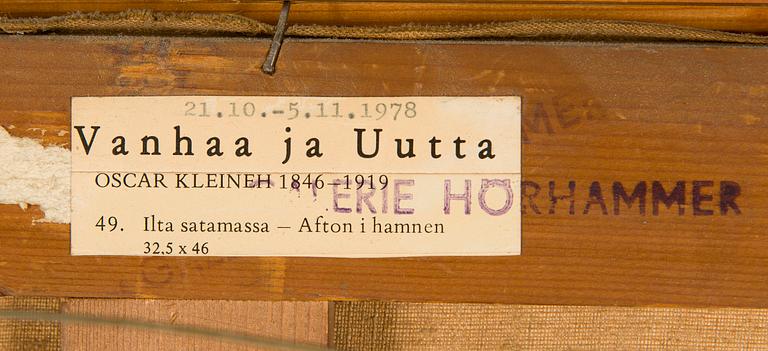 21.10.-5.11.1978
Vanhaa ja Uutta
OSCAR KLEINEH 1846–1919
ERIE HÖRHAMMER
49. Ilta satamassa – Afton i hamnen
32,5 x 46